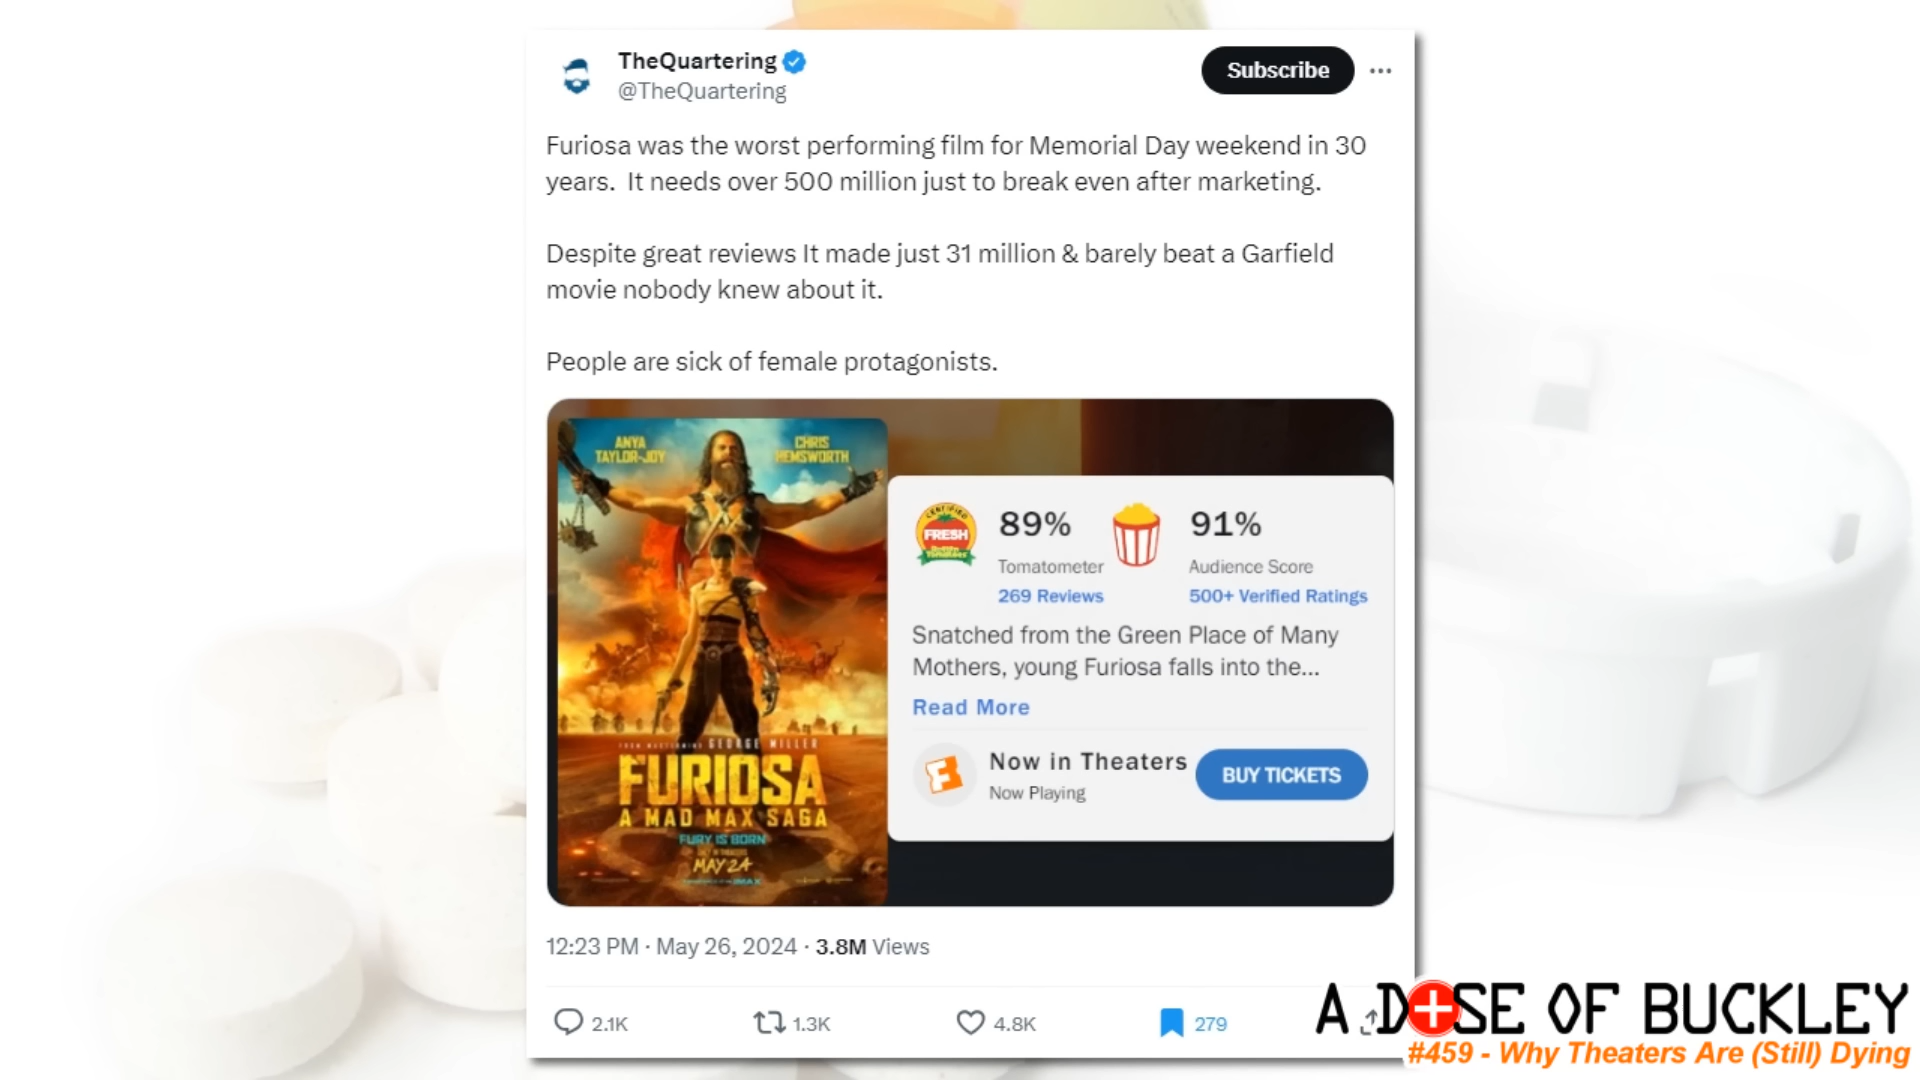 TheQuartering
@TheQuartering
Subscribe
Furiosa was the worst performing film for Memorial Day weekend in 30
years.  It needs over 500 million just to break even after marketing.
Despite great reviews It made just 31 million & barely beat a Garfield
movie nobody knew about it.
People are sick of female protagonists.
ANYA
TAYLOR-JOY
CHRIS
HEMSWORTH
GEORGE MILLER
FURIOSA
A MAD MAX SAGA
FURY IS BORN
MAY 24
IMAX
CERTIFIED
FRESH
89%
Tomatometer
269 Reviews
91%
Audience Score
500+ Verified Ratings
Snatched from the Green Place of Many
Mothers, young Furiosa falls into the...
Read More
Now in Theaters
Now Playing
BUY TICKETS
12:23 PM · May 26, 2024 · 3.8M Views
2.1K
1.3K
4.8K
279
A DOSE OF BUCKLEY
#459 - Why Theaters Are (Still) Dying